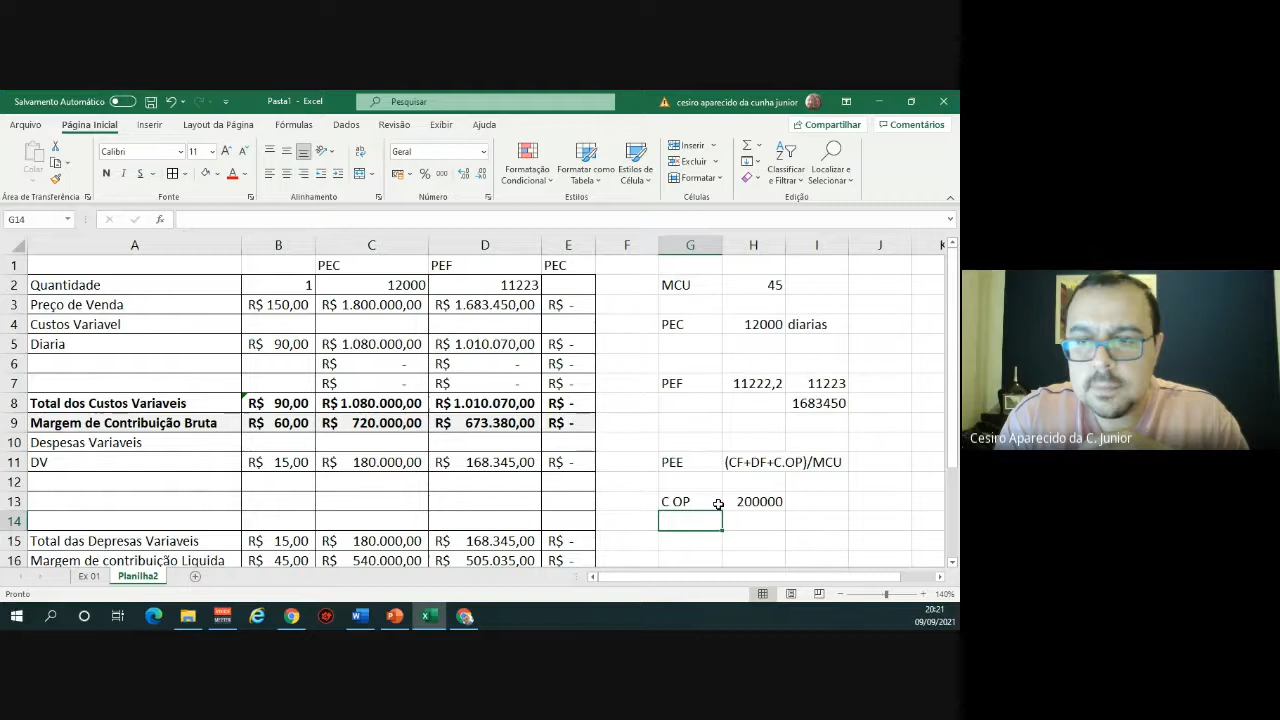 Salvamento Automático
Pasta1 - Excel
Pesquisar
cesiro aparecido da cunha junior
Arquivo Página Inicial Inserir Layout da Página Fórmulas Dados Revisão Exibir Ajuda
Compartilhar Comentários
Colar
Calibri 11
N I S
Geral
Formatação Condicional
Formatar como Tabela
Estilos de Célula
Inserir
Excluir
Formatar
Classificar e Filtrar
Localizar e Selecionar
Área de Transferência Fonte Alinhamento Número Estilos Células Edição
G14
A B C D E F G H I J K
1 PEC PEF PEC
2 Quantidade 1 12000 11223 MCU 45
3 Preço de Venda R$ 150,00 R$ 1.800.000,00 R$ 1.683.450,00 R$ -
4 Custos Variavel PEC 12000 diarias
5 Diaria R$ 90,00 R$ 1.080.000,00 R$ 1.010.070,00 R$ -
6 R$ - R$ - R$ -
7 R$ - R$ - R$ - PEF 11222,2 11223
8 Total dos Custos Variaveis R$ 90,00 R$ 1.080.000,00 R$ 1.010.070,00 R$ - 1683450
9 Margem de Contribuição Bruta R$ 60,00 R$ 720.000,00 R$ 673.380,00 R$ -
10 Despesas Variaveis
11 DV R$ 15,00 R$ 180.000,00 R$ 168.345,00 R$ - PEE (CF+DF+C.OP)/MCU
12
13 C OP 200000
14
15 Total das Depresas Variaveis R$ 15,00 R$ 180.000,00 R$ 168.345,00 R$ -
16 Margem de contribuição Liquida R$ 45,00 R$ 540.000,00 R$ 505.035,00 R$ -
Ex 01 Planilha2
Pronto
140%
20:21
09/09/2021
Cesiro Aparecido da C. Junior